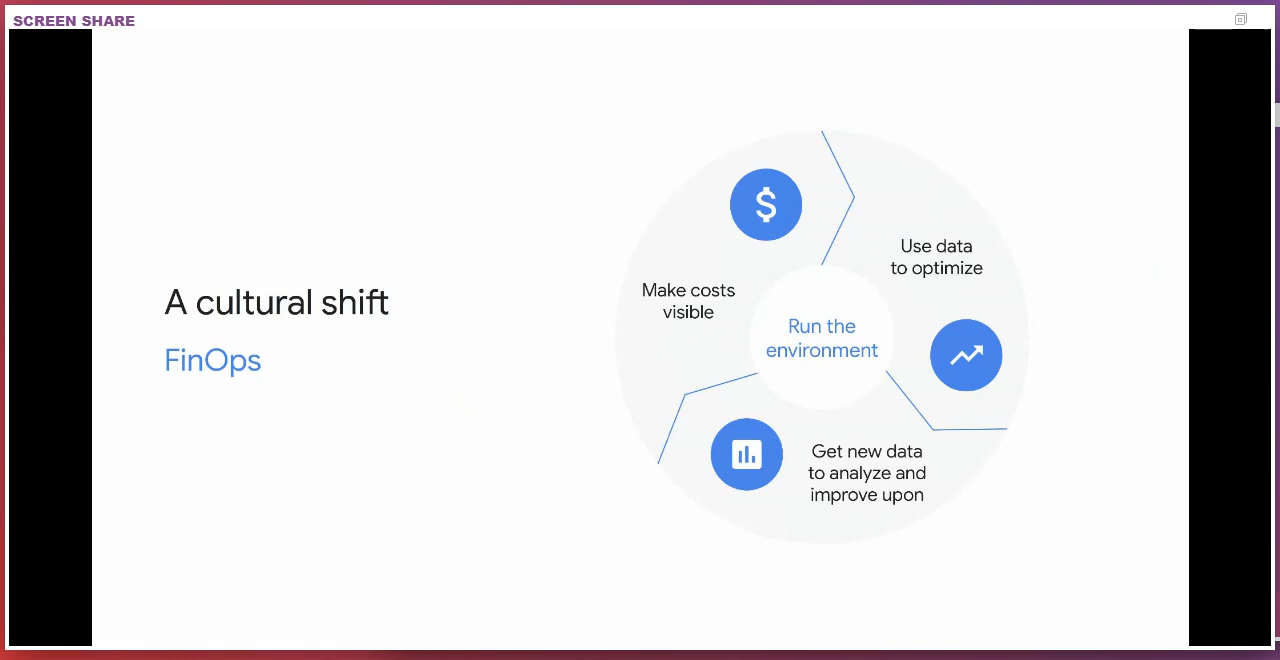 SCREEN SHARE
A cultural shift
FinOps
Make costs
visible
Use data
to optimize
Run the
environment
Get new data
to analyze and
improve upon